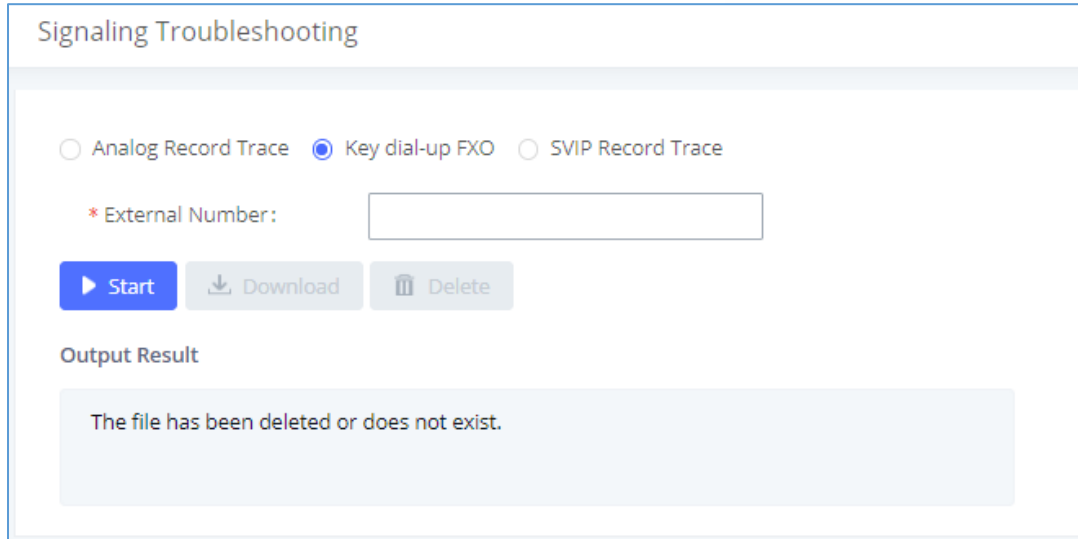 Signaling Troubleshooting
Analog Record Trace Key dial-up FXO SVIP Record Trace
* External Number:
Start Download Delete
Output Result
The file has been deleted or does not exist.